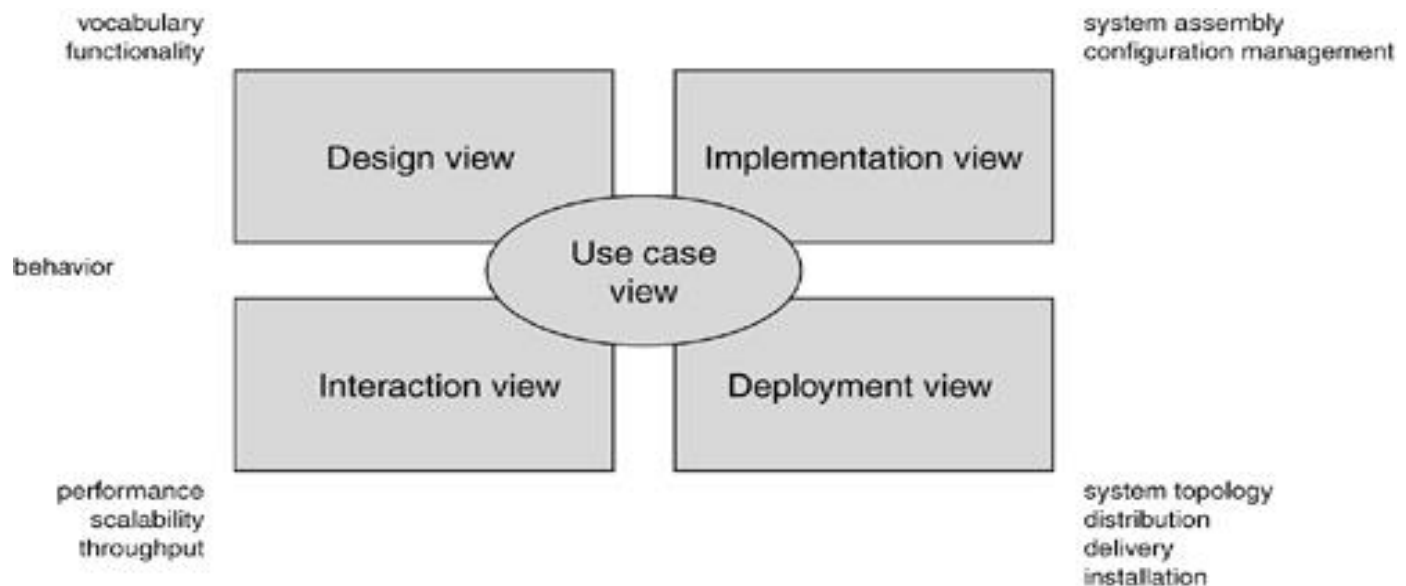 vocabulary
functionality
system assembly
configuration management
Design view
Implementation view
behavior
Use case
view
Interaction view
Deployment view
performance
scalability
throughput
system topology
distribution
delivery
installation